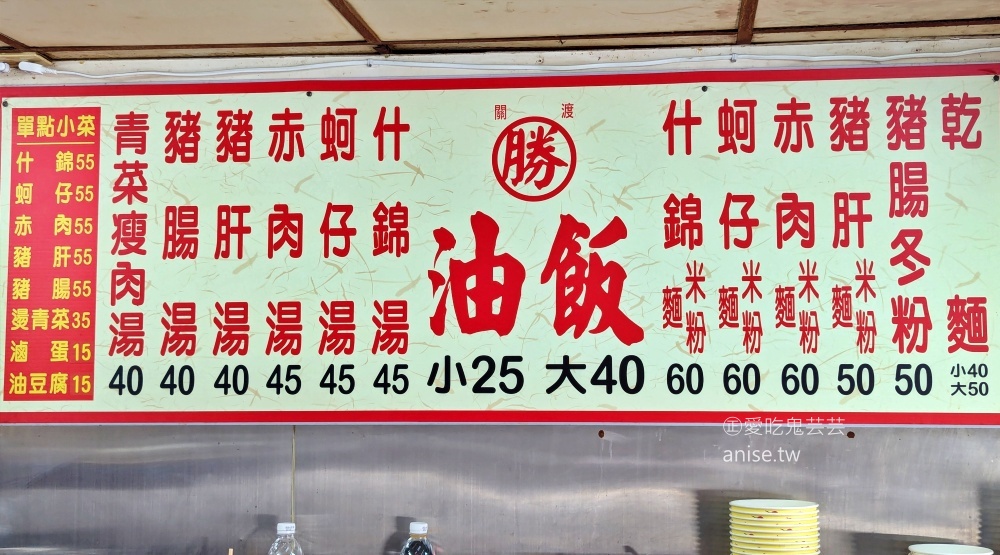 單點小菜
什錦55
蚵仔55
赤肉55
豬肝55
豬腸55
燙青菜35
滷蛋15
油豆腐15
青菜瘦肉湯
40
豬腸湯
40
豬肝湯
40
赤肉湯
45
蚵仔湯
45
什錦湯
45
關渡
勝
油飯
小25 大40
什錦米粉麵
60
蚵仔米粉麵
60
赤肉米粉麵
60
豬肝米粉麵
50
豬腸冬粉
50
乾麵
小40
大50
㊣愛吃鬼芸芸
anise.tw